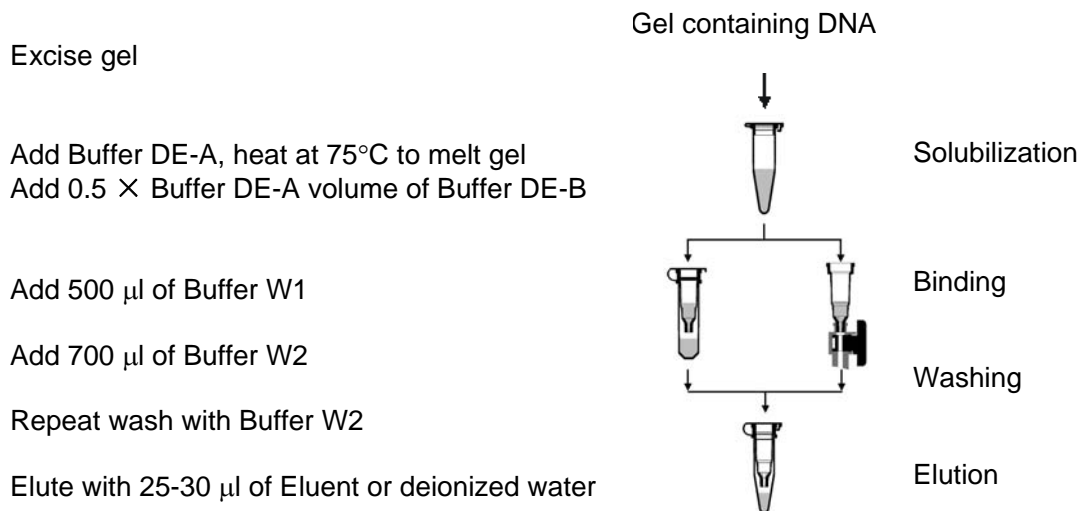 Gel containing DNA
Excise gel
Add Buffer DE-A, heat at 75°C to melt gel
Solubilization
Add 0.5 × Buffer DE-A volume of Buffer DE-B
Add 500 µl of Buffer W1
Binding
Add 700 µl of Buffer W2
Washing
Repeat wash with Buffer W2
Elute with 25-30 µl of Eluent or deionized water
Elution